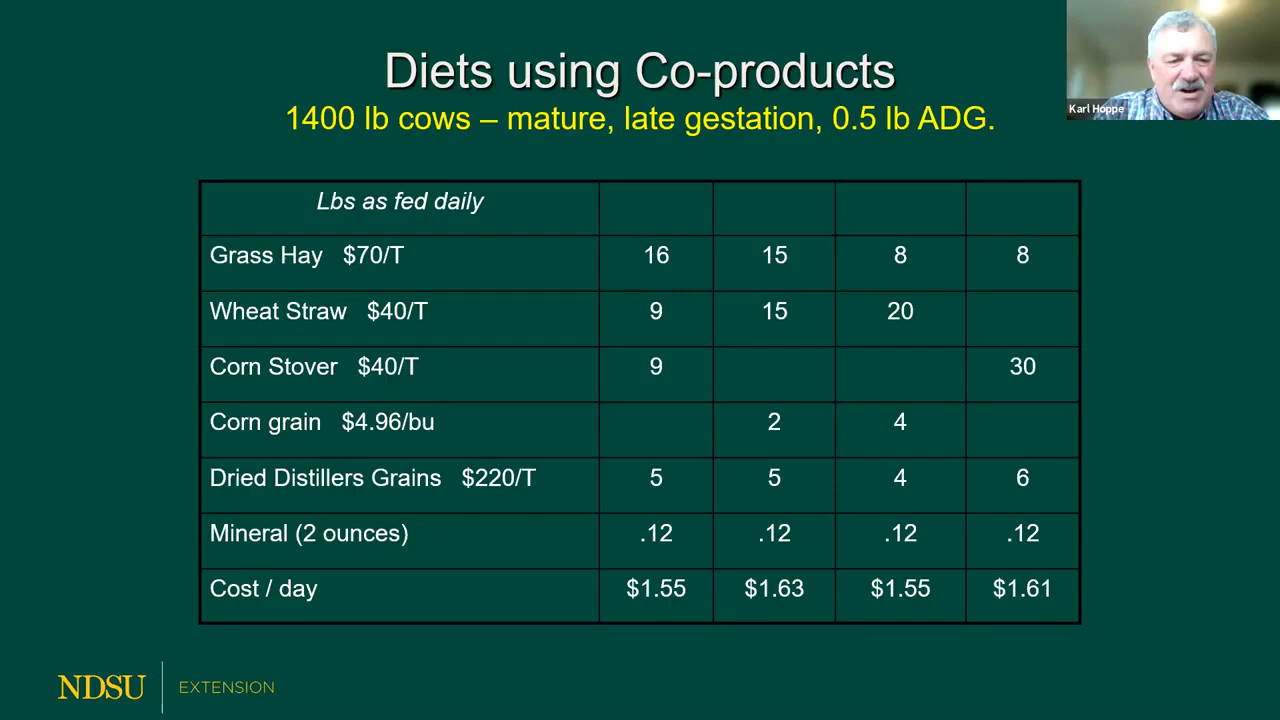 Diets using Co-products
1400 lb cows – mature, late gestation, 0.5 lb ADG.
Karl Hoppe
Lbs as fed daily
Grass Hay $70/T 16 15 8 8
Wheat Straw $40/T 9 15 20
Corn Stover $40/T 9 30
Corn grain $4.96/bu 2 4
Dried Distillers Grains $220/T 5 5 4 6
Mineral (2 ounces) .12 .12 .12 .12
Cost / day $1.55 $1.63 $1.55 $1.61
NDSU EXTENSION